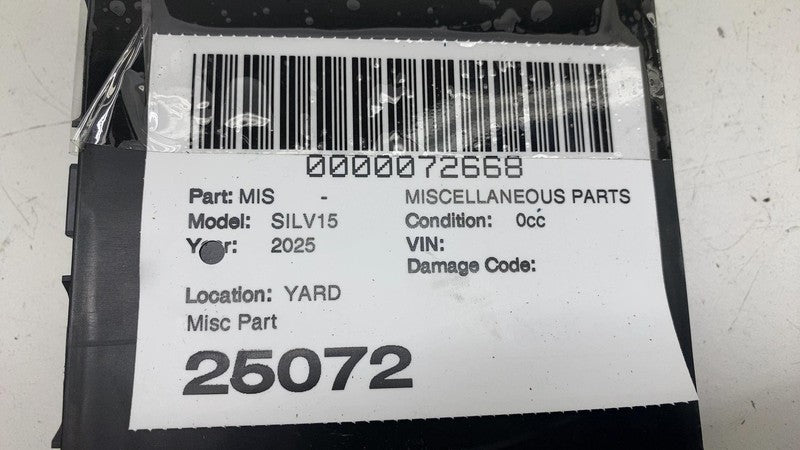 0000072668
Part: MIS - MISCELLANEOUS PARTS
Model: SILV15 Condition: 0cc
Year: 2025 VIN:
Damage Code:
Location: YARD
Misc Part
25072